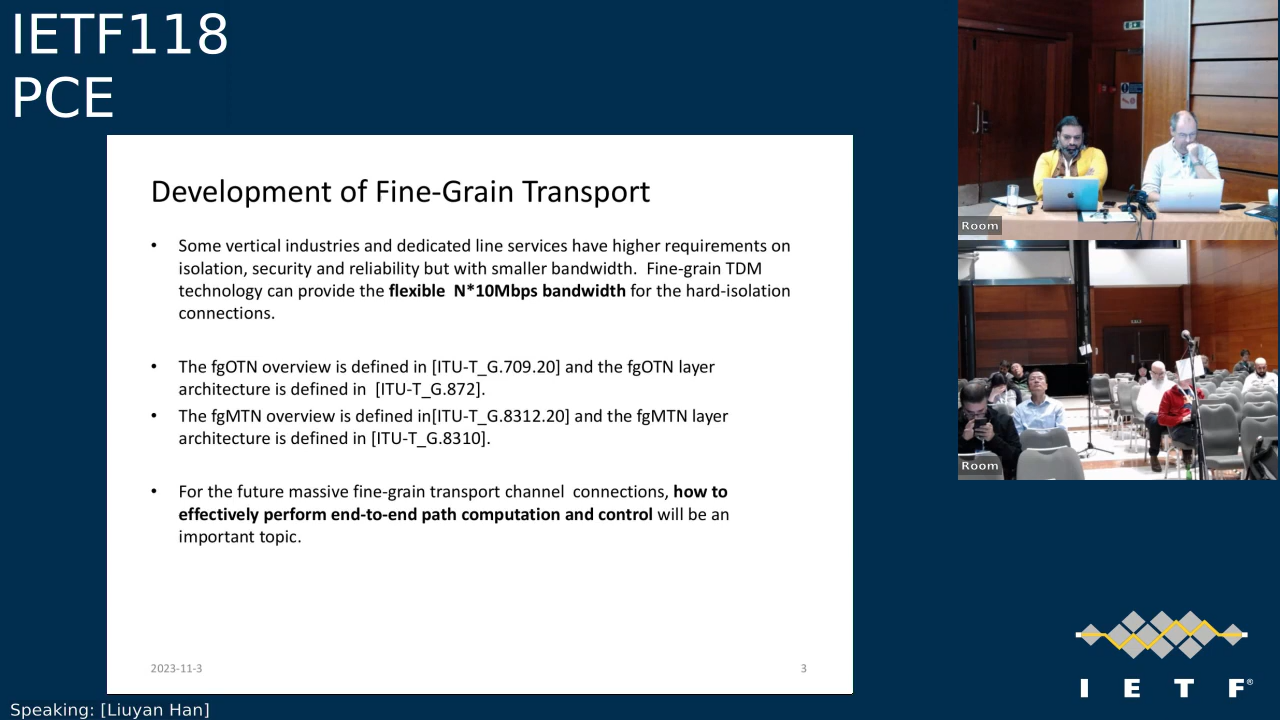 IETF118
PCE
Development of Fine-Grain Transport
• Some vertical industries and dedicated line services have higher requirements on
isolation, security and reliability but with smaller bandwidth.  Fine-grain TDM
technology can provide the flexible  N*10Mbps bandwidth for the hard-isolation
connections.
• The fgOTN overview is defined in [ITU-T_G.709.20] and the fgOTN layer
architecture is defined in  [ITU-T_G.872].
• The fgMTN overview is defined in[ITU-T_G.8312.20] and the fgMTN layer
architecture is defined in [ITU-T_G.8310].
• For the future massive fine-grain transport channel  connections, how to
effectively perform end-to-end path computation and control will be an
important topic.
2023-11-3
3
Room
Room
I E T F®
Speaking: [Liuyan Han]